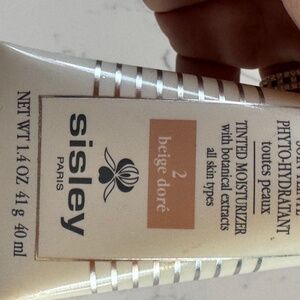 PHYTO-HYDRATANT
toutes peaux
TINTED MOISTURIZER
with botanical extracts
all skin types
2
beige doré
sisley
PARIS
NET WT 1.4 OZ 41 g 40 ml